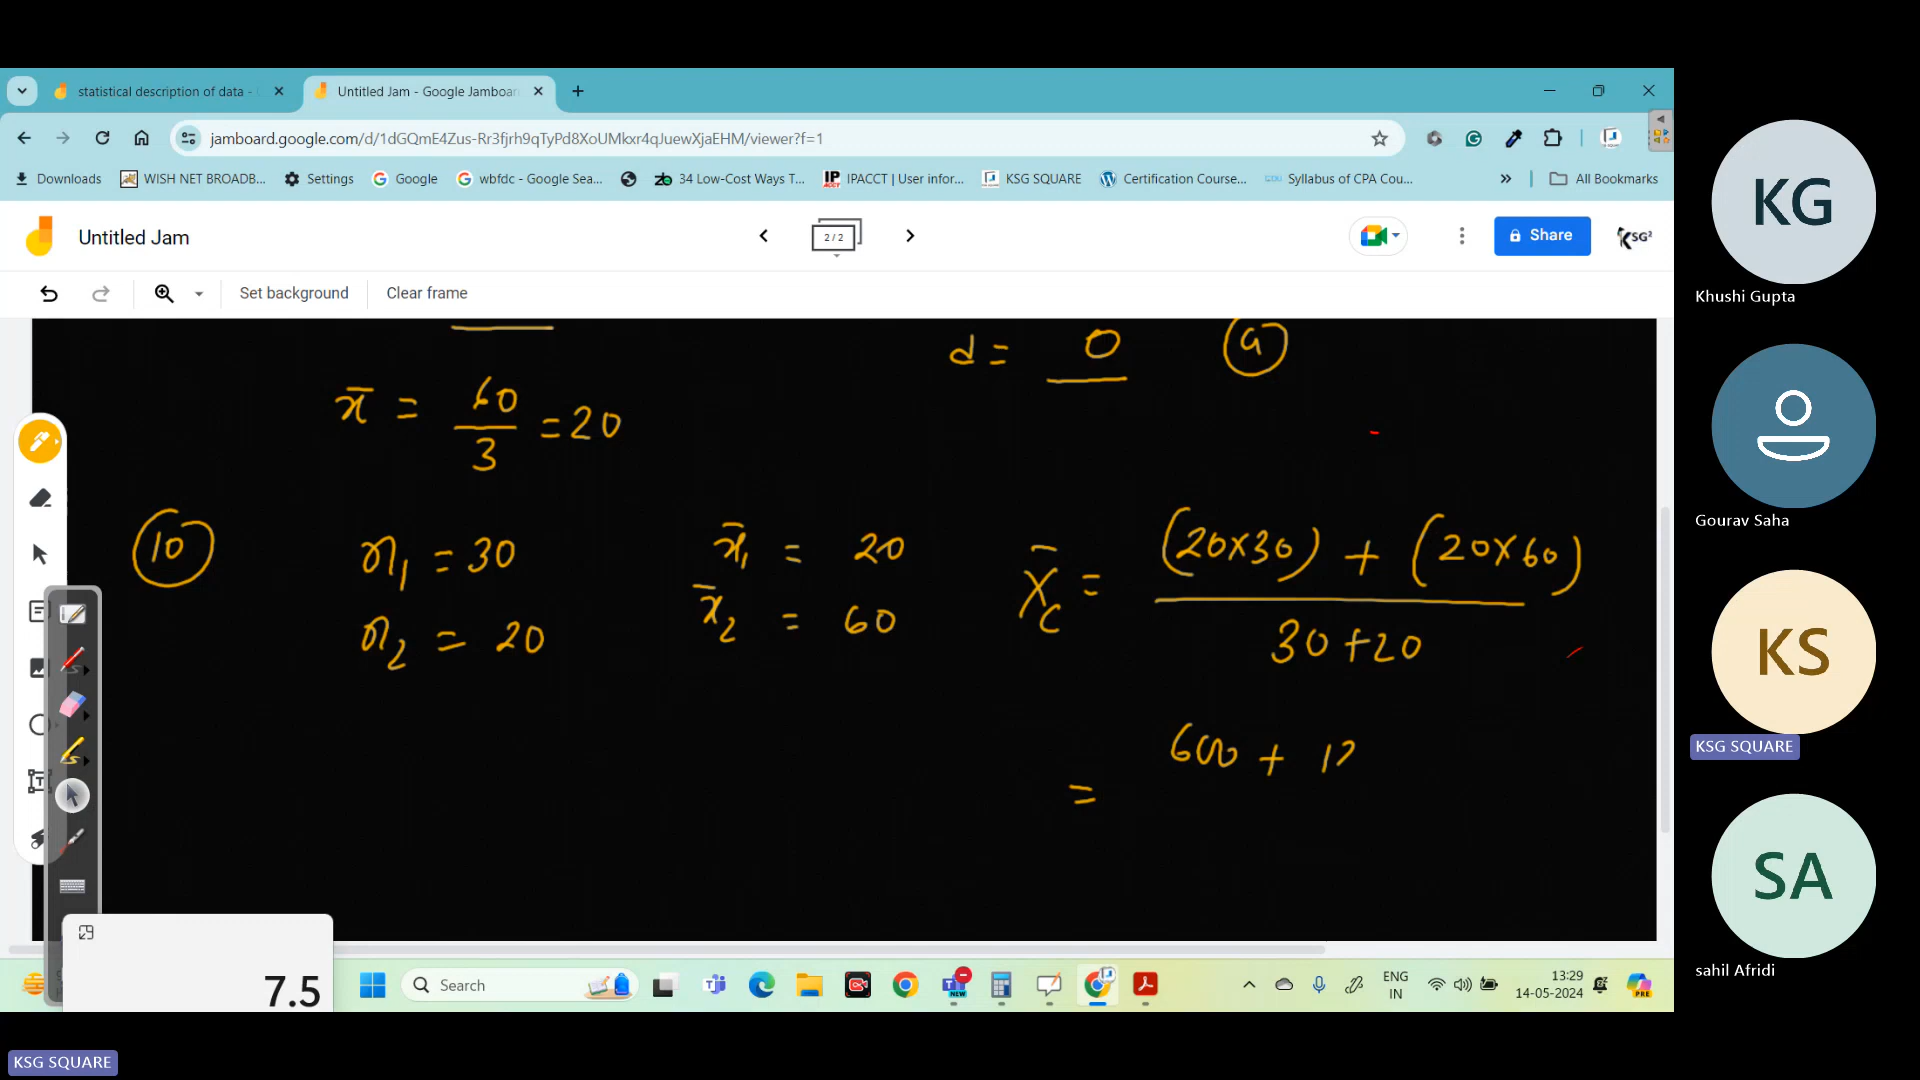 statistical description of data -
Untitled Jam - Google Jamboar
jamboard.google.com/d/1dGQmE4Zus-Rr3fjrh9qTyPd8XoUMkxr4qJuewXjaEHM/viewer?f=1
Downloads WISH NET BROADB... Settings Google wbfdc - Google Sea... 34 Low-Cost Ways T... IPACCT | User infor... KSG SQUARE Certification Course... Syllabus of CPA Cou... » All Bookmarks
Untitled Jam 2 / 2 Share KSG²
Set background Clear frame
d = 0 a
x̄ = 60/3 = 20
10 n₁ = 30 x̄₁ = 20
n₂ = 20 x̄₂ = 60
X̄c = (20×30) + (20×60)
30 + 20
= 600 + 12
7.5
Search ENG IN 13:29 14-05-2024
NEW
PRE
KG
Khushi Gupta
Gourav Saha
KS
KSG SQUARE
SA
sahil Afridi
KSG SQUARE